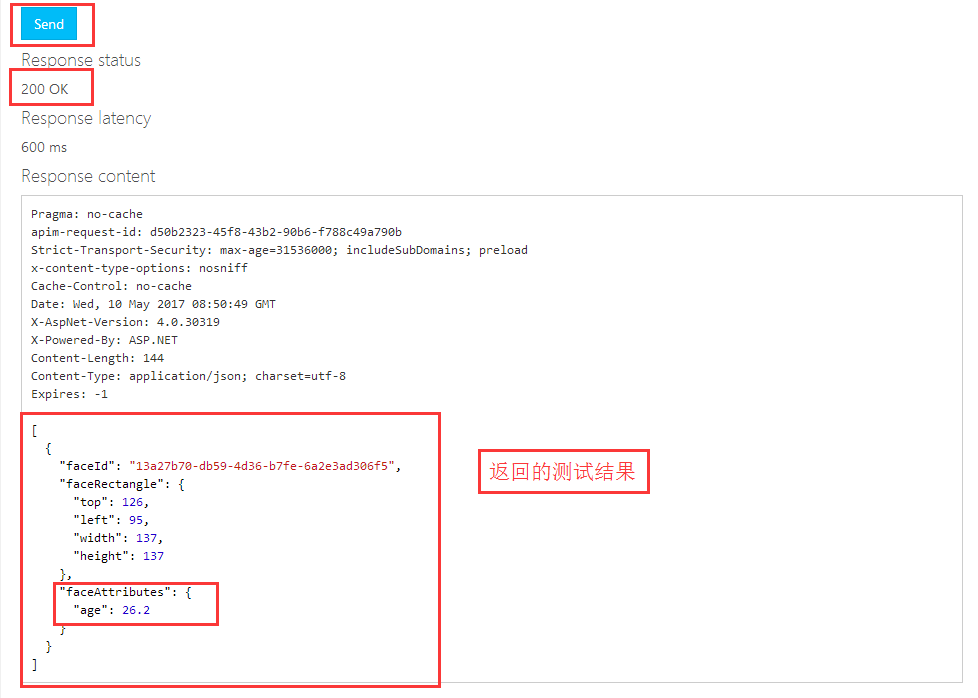 Send
Response status
200 OK
Response latency
600 ms
Response content
Pragma: no-cache
apim-request-id: d50b2323-45f8-43b2-90b6-f788c49a790b
Strict-Transport-Security: max-age=31536000; includeSubDomains; preload
x-content-type-options: nosniff
Cache-Control: no-cache
Date: Wed, 10 May 2017 08:50:49 GMT
X-AspNet-Version: 4.0.30319
X-Powered-By: ASP.NET
Content-Length: 144
Content-Type: application/json; charset=utf-8
Expires: -1
[
  {
    "faceId": "13a27b70-db59-4d36-b7fe-6a2e3ad306f5",
    "faceRectangle": {
      "top": 126,
      "left": 95,
      "width": 137,
      "height": 137
    },
    "faceAttributes": {
      "age": 26.2
    }
  }
]
返回的测试结果